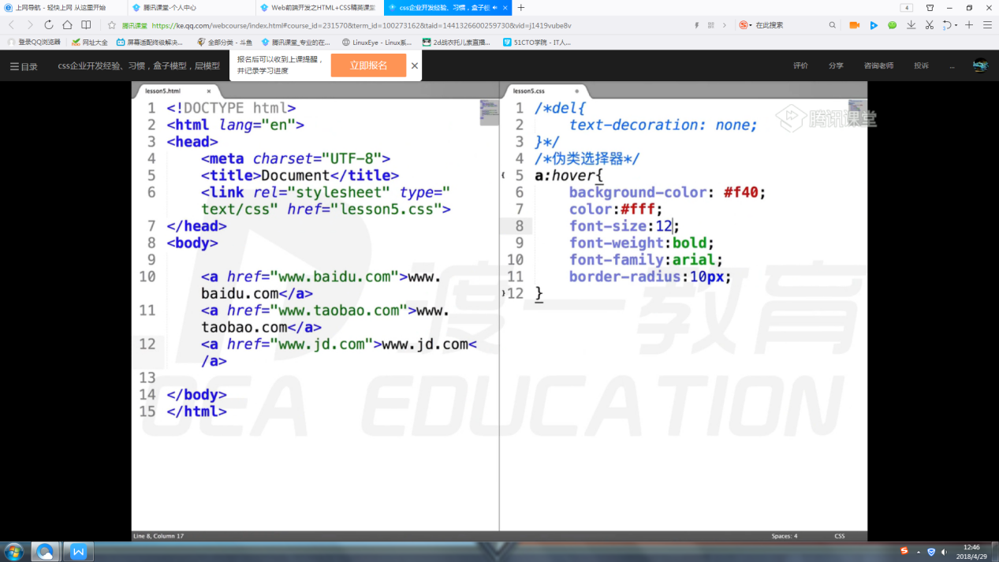 上网导航 - 轻快上网 从这里开始
腾讯课堂-个人中心
Web前端开发之HTML+CSS精英课堂
css企业开发经验、习惯，盒子模
4
腾讯课堂 https://ke.qq.com/webcourse/index.html#course_id=231570&term_id=100273162&taid=1441326600259730&vid=j1419vube8v
在此搜索
登录QQ浏览器
网址大全
屏幕适配终级解决...
全部分类 - 斗鱼
腾讯课堂_专业的在...
LinuxEye - Linux系...
2d战衣托儿索直播...
51CTO学院 - IT人...
目录
css企业开发经验、习惯，盒子模型，层模型
报名后可以收到上课提醒，
并记录学习进度
立即报名
评价
分享
咨询老师
投诉
...
lesson5.html
1 <!DOCTYPE html>
2 <html lang="en">
3 <head>
4 <meta charset="UTF-8">
5 <title>Document</title>
6 <link rel="stylesheet" type="
text/css" href="lesson5.css">
7 </head>
8 <body>
9
10 <a href="www.baidu.com">www.
baidu.com</a>
11 <a href="www.taobao.com">www.
taobao.com</a>
12 <a href="www.jd.com">www.jd.com<
/a>
13
14 </body>
15 </html>
lesson5.css
1 /*del{
2 text-decoration: none;
3 }*/
4 /*伪类选择器*/
5 a:hover{
6 background-color: #f40;
7 color:#fff;
8 font-size:12;
9 font-weight:bold;
10 font-family:arial;
11 border-radius:10px;
12 }
腾讯课堂
度一教育
EDUCATION
Line 8, Column 17
Spaces: 4
CSS
12:46
2018/4/29